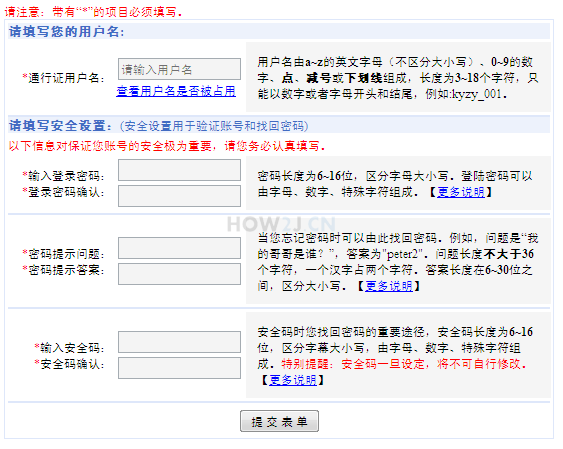 请注意：带有“*”的项目必须填写。
请填写您的用户名:
*通行证用户名：
请输入用户名
查看用户名是否被占用
用户名由a~z的英文字母（不区分大小写）、0~9的数
字、点、减号或下划线组成，长度为3~18个字符，只
能以数字或者字母开头和结尾，例如:kyzy_001．
请填写安全设置：(安全设置用于验证账号和找回密码)
以下信息对保证您账号的安全极为重要，请您务必认真填写．
*输入登录密码：
*登录密码确认：
密码长度为6~16位，区分字母大小写．登陆密码可以
由字母、数字、特殊字符组成．【更多说明】
HOW2J.CN
*密码提示问题：
*密码提示答案：
当您忘记密码时可以由此找回密码．例如，问题是“我
的哥哥是谁？”，答案为"peter2"．问题长度不大于36
个字符，一个汉字占两个字符．答案长度在6~30位之
间，区分大小写．【更多说明】
*输入安全码：
*安全码确认：
安全码时您找回密码的重要途径，安全码长度为6~16
位，区分字幕大小写，由字母、数字、特殊字符组
成．特别提醒：安全码一旦设定，将不可自行修改．
【更多说明】
提交表单